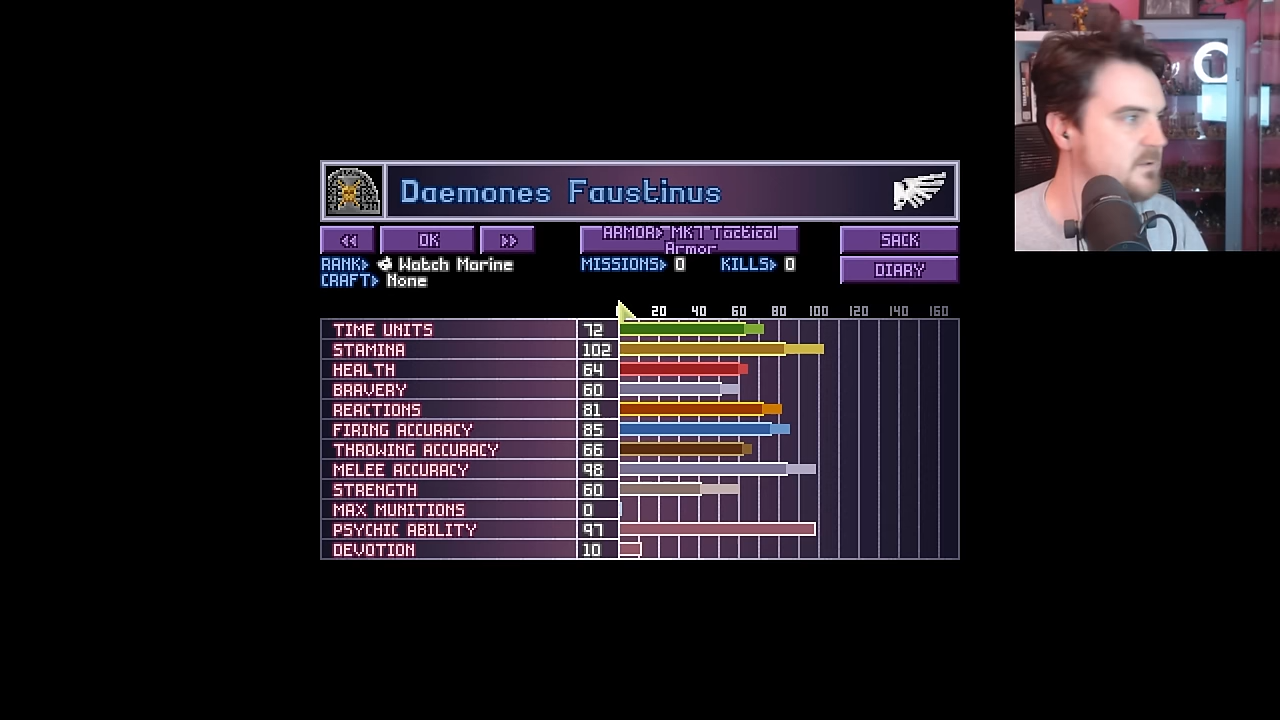 Daemones Faustinus
OK
ARMOR> MK7 Tactical
Armor
SACK
RANK> Watch Marine
MISSIONS> 0 KILLS> 0
DIARY
CRAFT> None
20 40 60 80 100 120 140 160
TIME UNITS 72
STAMINA 102
HEALTH 64
BRAVERY 60
REACTIONS 81
FIRING ACCURACY 85
THROWING ACCURACY 66
MELEE ACCURACY 98
STRENGTH 60
MAX MUNITIONS 0
PSYCHIC ABILITY 97
DEVOTION 10